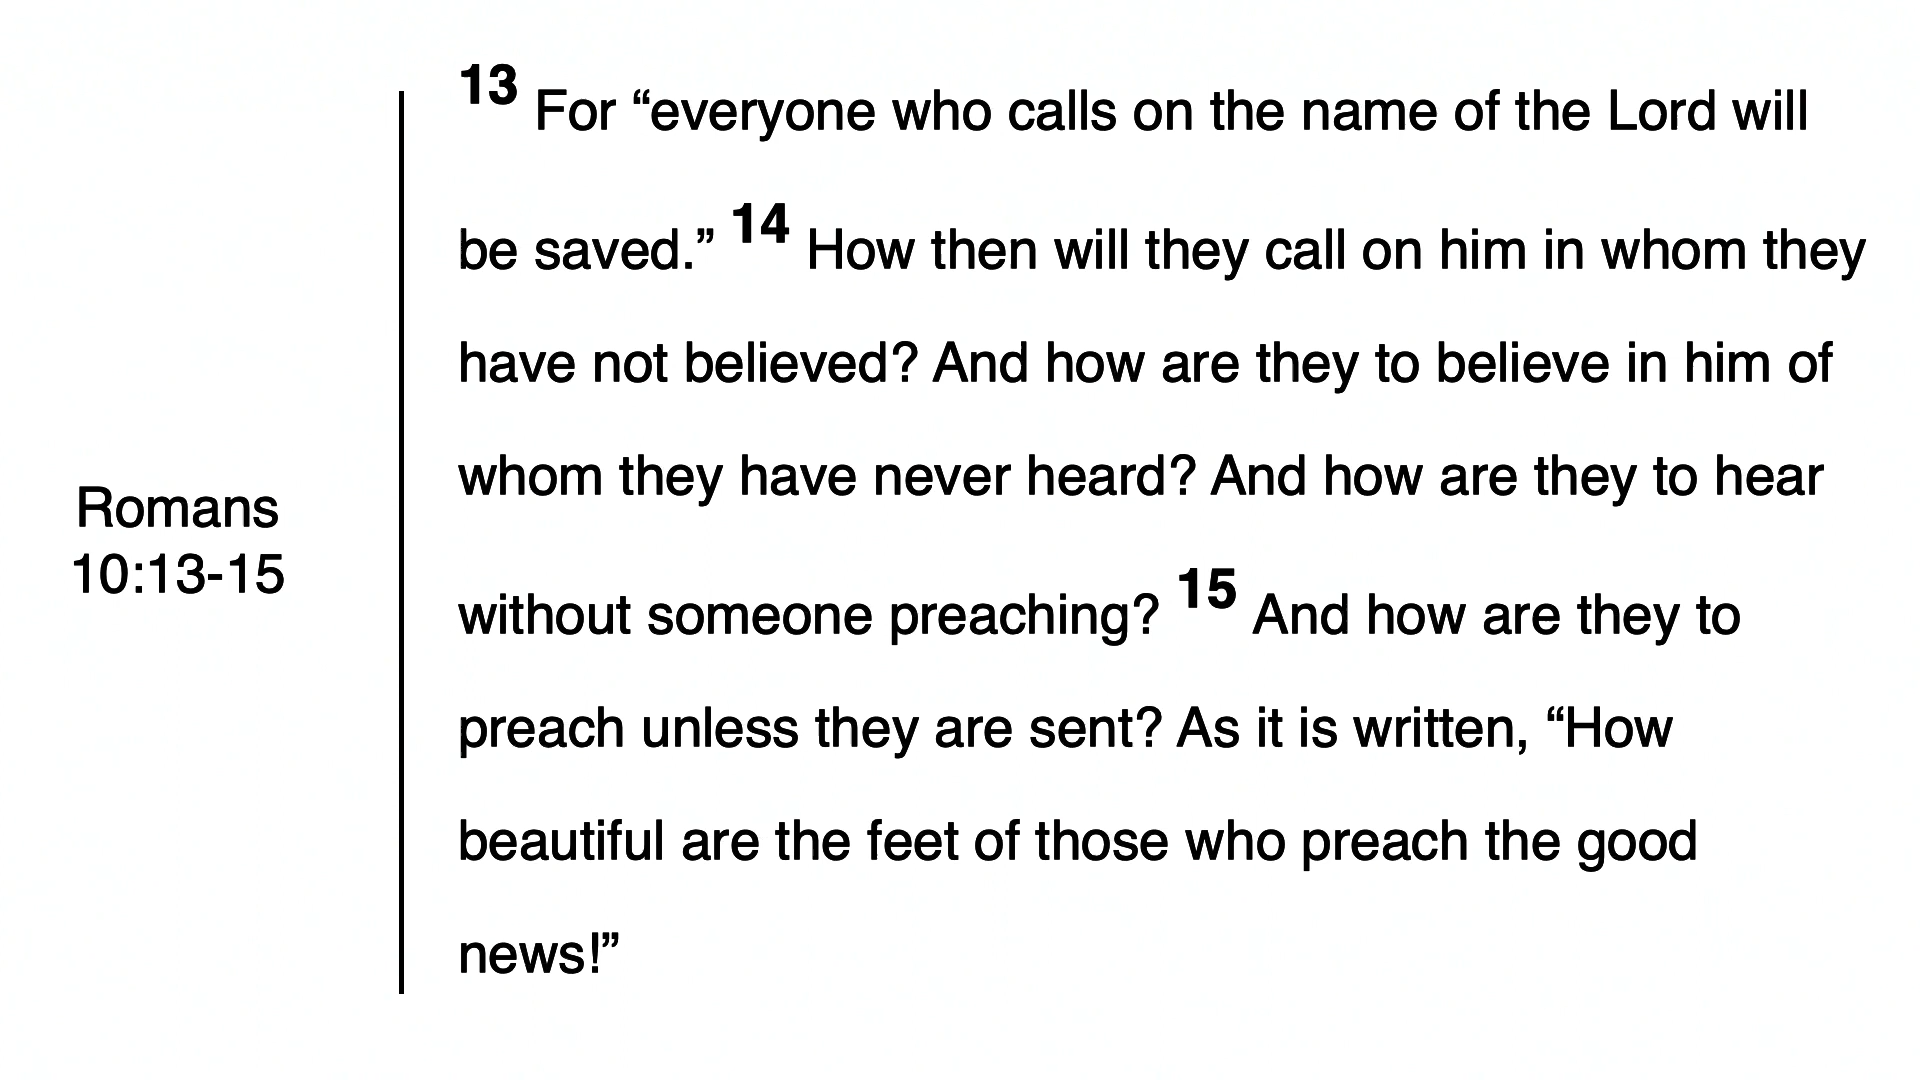 Romans
10:13-15
13 For “everyone who calls on the name of the Lord will
be saved.” 14 How then will they call on him in whom they
have not believed? And how are they to believe in him of
whom they have never heard? And how are they to hear
without someone preaching? 15 And how are they to
preach unless they are sent? As it is written, “How
beautiful are the feet of those who preach the good
news!”